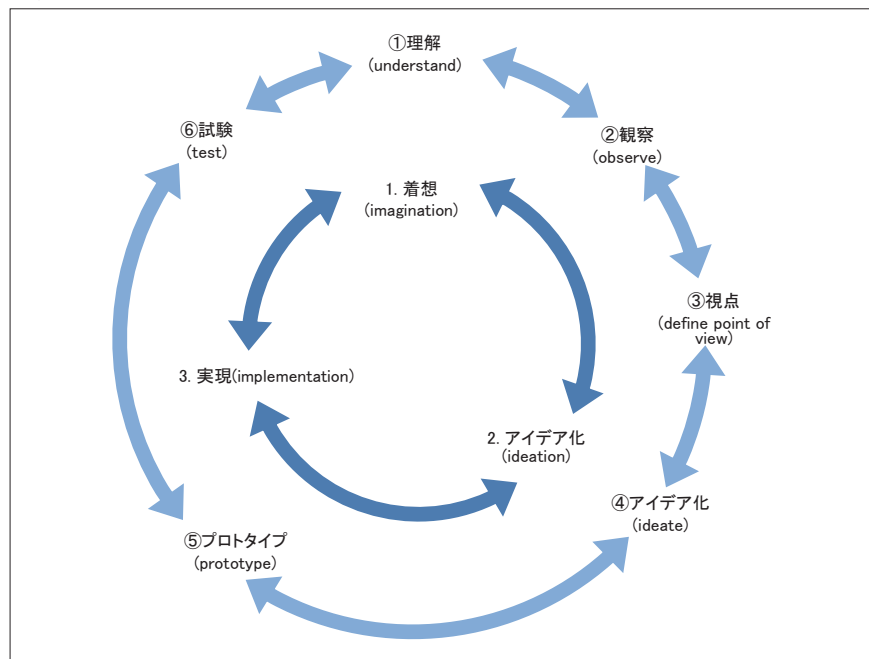 ①理解
(understand)
②観察
(observe)
③視点
(define point of
view)
④アイデア化
(ideate)
⑤プロトタイプ
(prototype)
⑥試験
(test)
1. 着想
(imagination)
2. アイデア化
(ideation)
3. 実現(implementation)